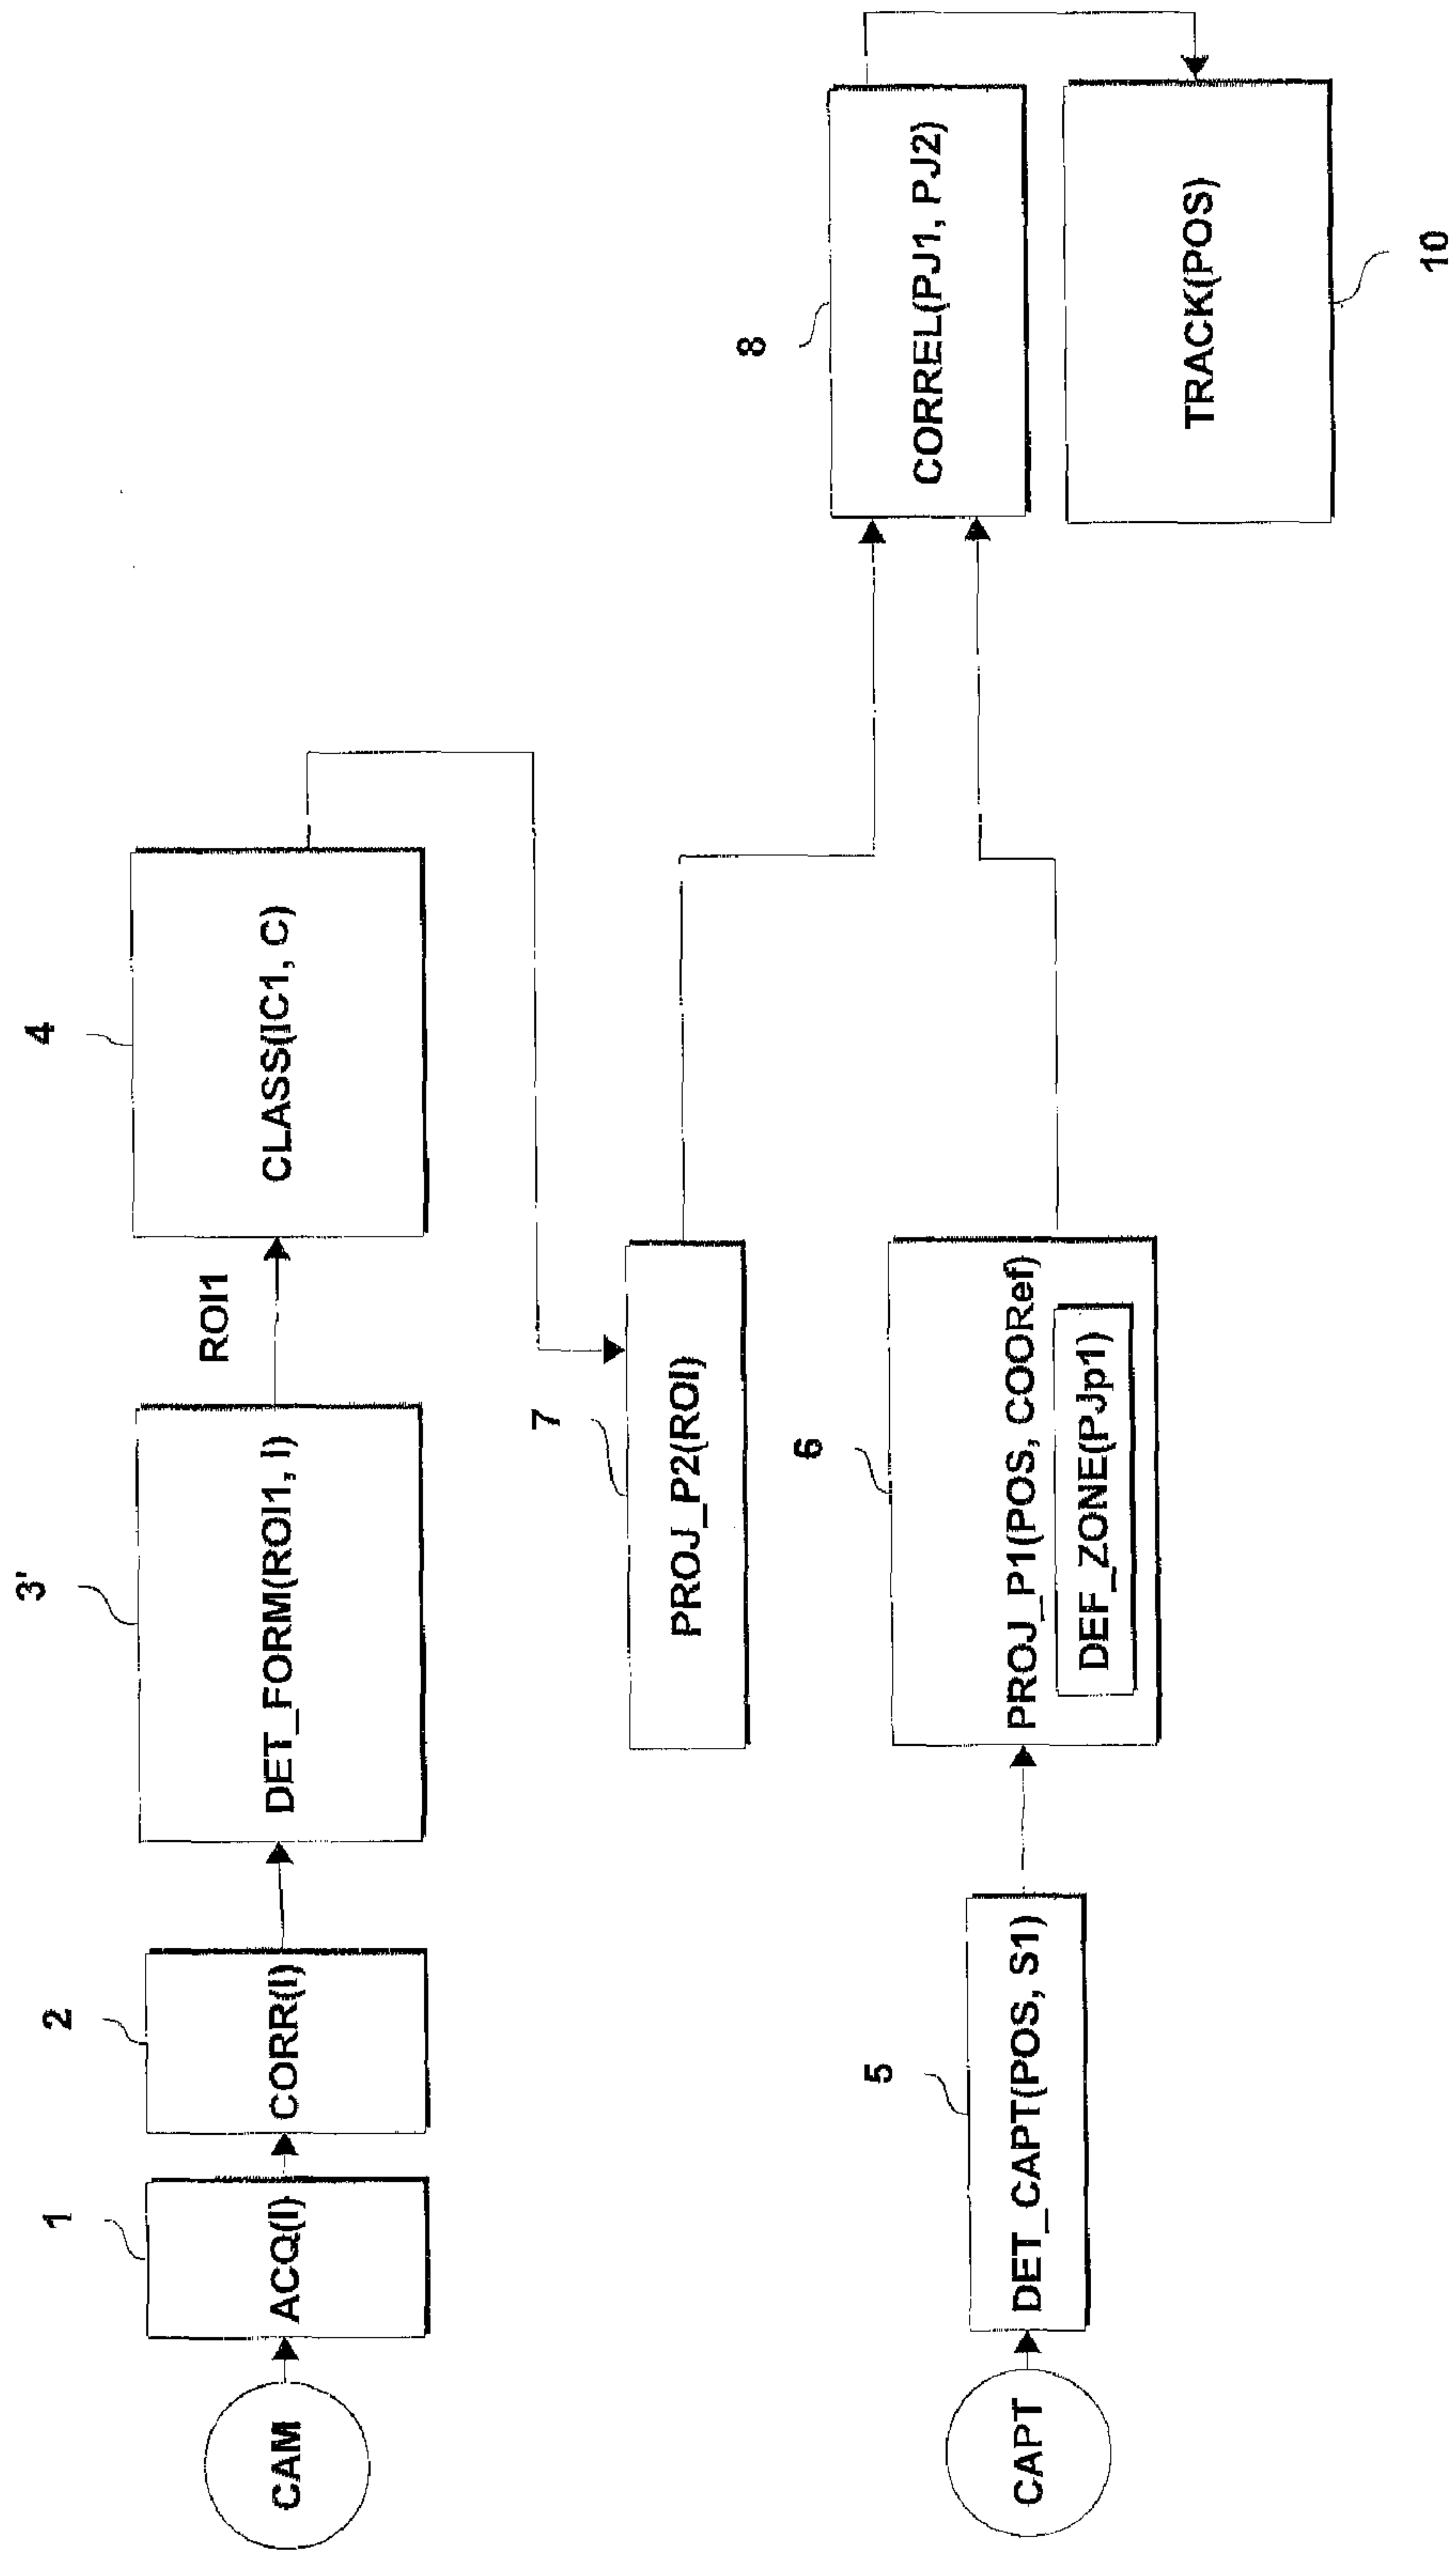 1
2
3'
4
CAM
ACQ(I)
CORR(I)
DET_FORM(ROI1, I)
ROI1
CLASS(IC1, C)
7
PROJ_P2(ROI)
8
CORREL(PJ1, PJ2)
5
6
CAPT
DET_CAPT(POS, S1)
PROJ_P1(POS, COORef)
DEF_ZONE(PJp1)
TRACK(POS)
10